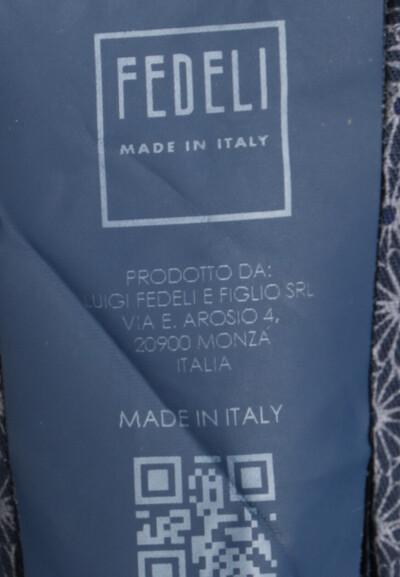 FEDELI
MADE IN ITALY
PRODOTTO DA:
LUIGI FEDELI E FIGLIO SRL
VIA E. AROSIO 4,
20900 MONZA
ITALIA
MADE IN ITALY